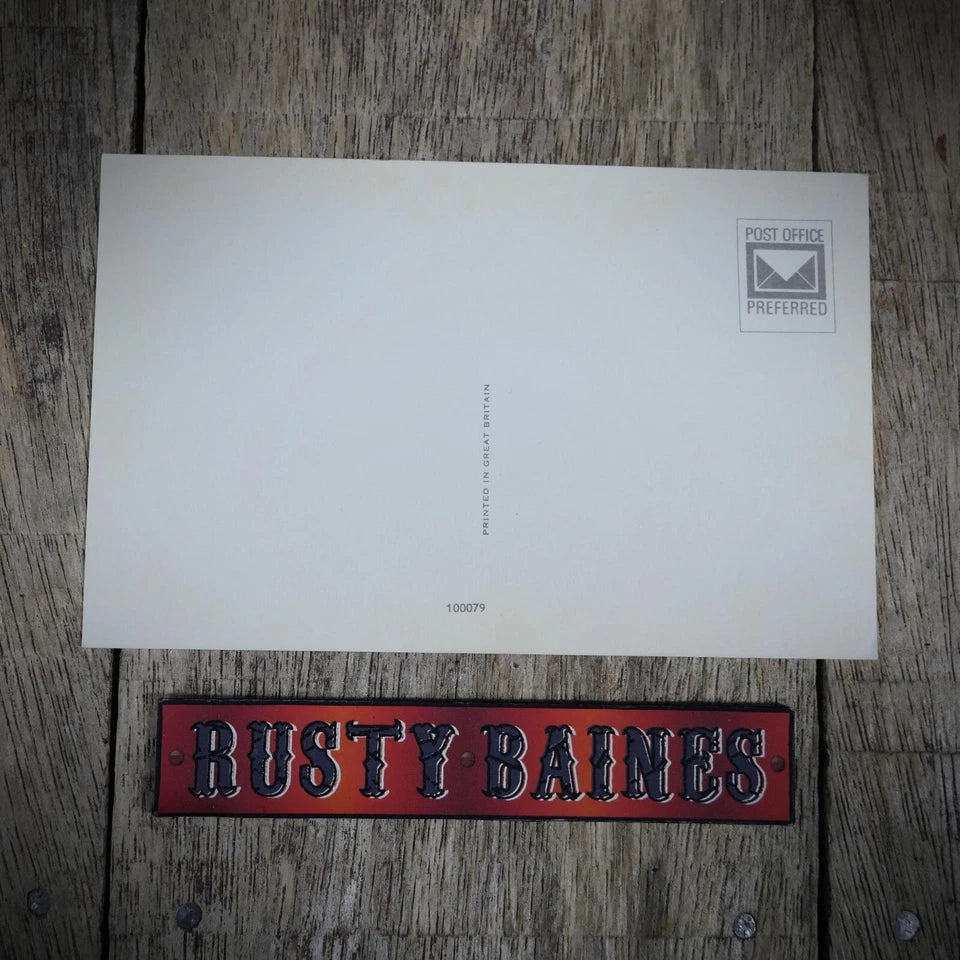 POST OFFICE
PREFERRED
PRINTED IN GREAT BRITAIN
100079
RUSTY BAINES